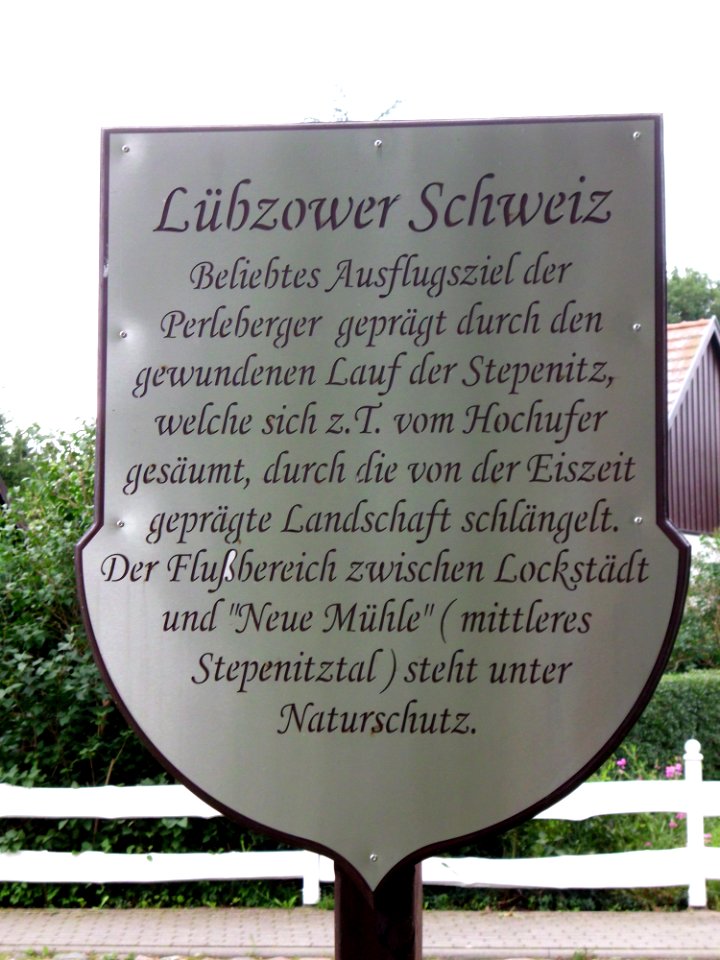 Lübzower Schweiz
Beliebtes Ausflugsziel der
Perleberger geprägt durch den
gewundenen Lauf der Stepenitz,
welche sich z.T. vom Hochufer
gesäumt, durch die von der Eiszeit
geprägte Landschaft schlängelt.
Der Flußbereich zwischen Lockstädt
und "Neue Mühle" ( mittleres
Stepenitztal ) steht unter
Naturschutz.